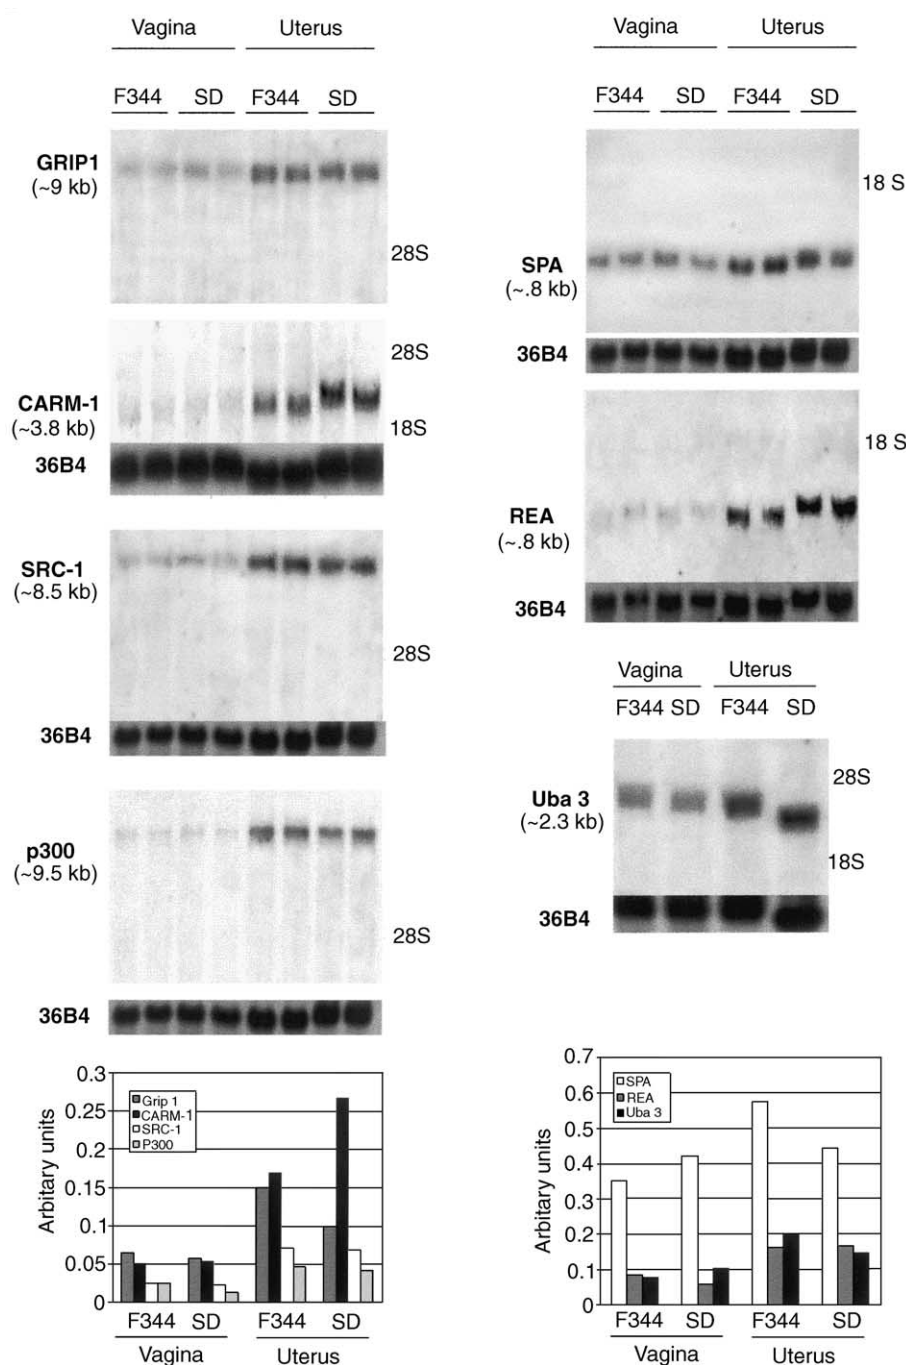 Vagina Uterus
F344 SD F344 SD
GRIP1
(~9 kb)
28S
28S
CARM-1
(~3.8 kb)
18S
36B4
SRC-1
(~8.5 kb)
28S
36B4
p300
(~9.5 kb)
28S
36B4
0.3
0.25
0.2
0.15
0.1
0.05
0
Arbitary units
Grip 1
CARM-1
SRC-1
P300
F344 SD F344 SD
Vagina Uterus
Vagina Uterus
F344 SD F344 SD
18 S
SPA
(~.8 kb)
36B4
18 S
REA
(~.8 kb)
36B4
Vagina Uterus
F344 SD F344 SD
28S
Uba 3
(~2.3 kb)
18S
36B4
0.7
0.6
0.5
0.4
0.3
0.2
0.1
0
Arbitary units
SPA
REA
Uba 3
F344 SD F344 SD
Vagina Uterus